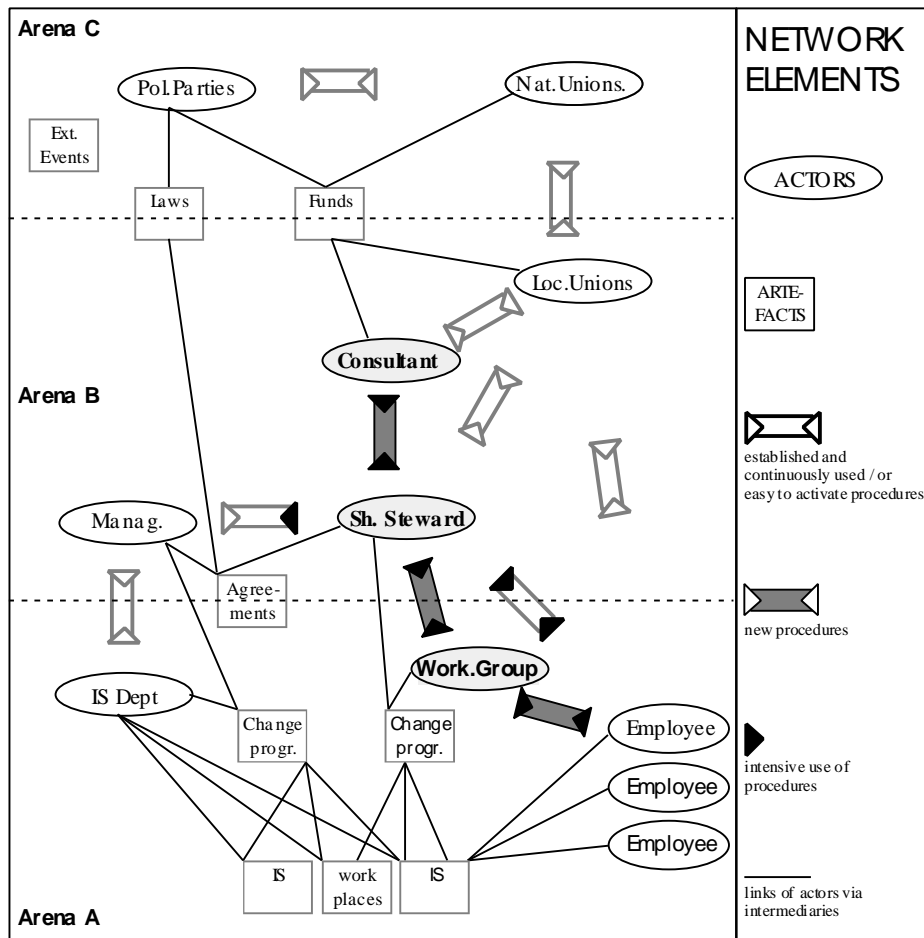 Arena C
Pol.Parties
Nat.Unions.
Ext.
Events
Laws
Funds
Loc.Unions
Consultant
Arena B
Manag.
Sh. Steward
Agree-
ments
Work.Group
IS Dept
Change
progr.
Change
progr.
Employee
Employee
Employee
IS
work
places
IS
Arena A
NETWORK
ELEMENTS
ACTORS
ARTE-
FACTS
established and
continuously used / or
easy to activate procedures
new procedures
intensive use of
procedures
links of actors via
intermediaries